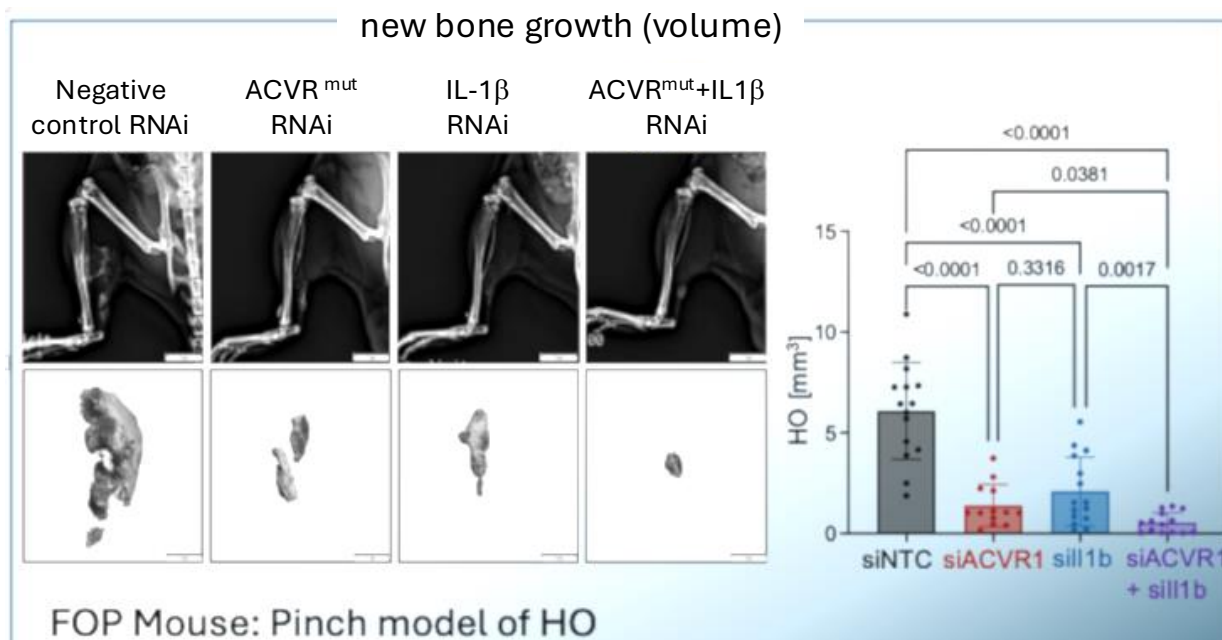 new bone growth (volume)
Negative
control RNAi
ACVR mut
RNAi
IL-1β
RNAi
ACVRmut+IL1β
RNAi
<0.0001
0.0381
<0.0001
<0.0001
0.3316
0.0017
HO [mm³]
15
10
5
0
siNTC
siACVR1
siIl1b
siACVR1
+ siIl1b
FOP Mouse: Pinch model of HO